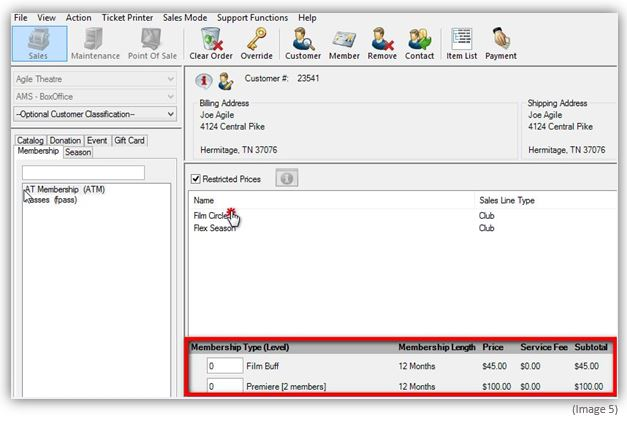 File View Action Ticket Printer Sales Mode Support Functions Help
Sales Maintenance Point Of Sale Clear Order Override Customer Member Remove Contact Item List Payment
Agile Theatre
AMS - BoxOffice
--Optional Customer Classification--
Catalog Donation Event Gift Card
Membership Season
AT Membership (ATM)
(fpass)
Customer #: 23541
Billing Address
Joe Agile
4124 Central Pike
Hermitage, TN 37076
Shipping Address
Joe Agile
4124 Central Pike
Hermitage, TN 37076
Restricted Prices
Name Sales Line Type
Film Circle Club
Flex Season Club
Membership Type (Level) Membership Length Price Service Fee Subtotal
0 Film Buff 12 Months $45.00 $0.00 $45.00
0 Premiere [2 members] 12 Months $100.00 $0.00 $100.00
(Image 5)